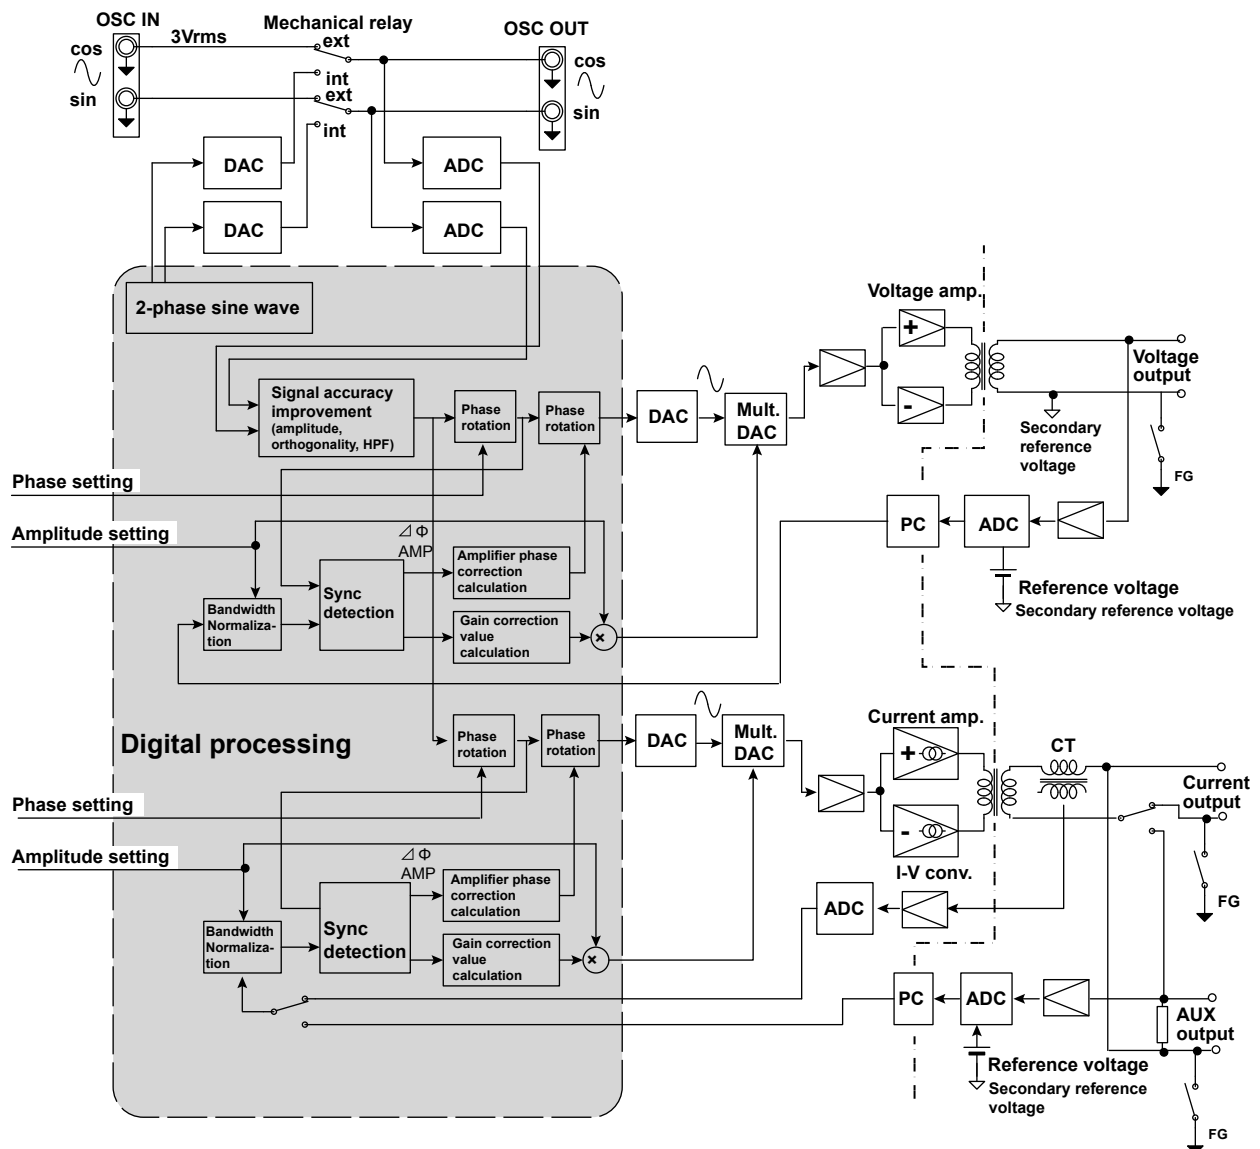 OSC IN
Mechanical relay
OSC OUT
3Vrms
ext
cos
cos
int
ext
sin
sin
int
DAC
ADC
DAC
ADC
2-phase sine wave
Voltage amp.
+
-
Voltage
output
Signal accuracy
improvement
(amplitude,
orthogonality, HPF)
Phase
rotation
Phase
rotation
DAC
Mult.
DAC
Secondary
reference
voltage
FG
Phase setting
Amplitude setting
⊿ Φ
AMP
PC
ADC
Amplifier phase
correction
calculation
Sync
detection
Bandwidth
Normaliza-
tion
Gain correction
value
calculation
×
Reference voltage
Secondary reference voltage
Digital processing
Phase
rotation
Phase
rotation
DAC
Mult.
DAC
Current amp.
+
-
CT
Current
output
I-V conv.
FG
Phase setting
Amplitude setting
⊿ Φ
AMP
Amplifier phase
correction
calculation
ADC
Bandwidth
Normaliza-
tion
Sync
detection
Gain correction
value
calculation
×
PC
ADC
AUX
output
Reference voltage
Secondary reference
voltage
FG